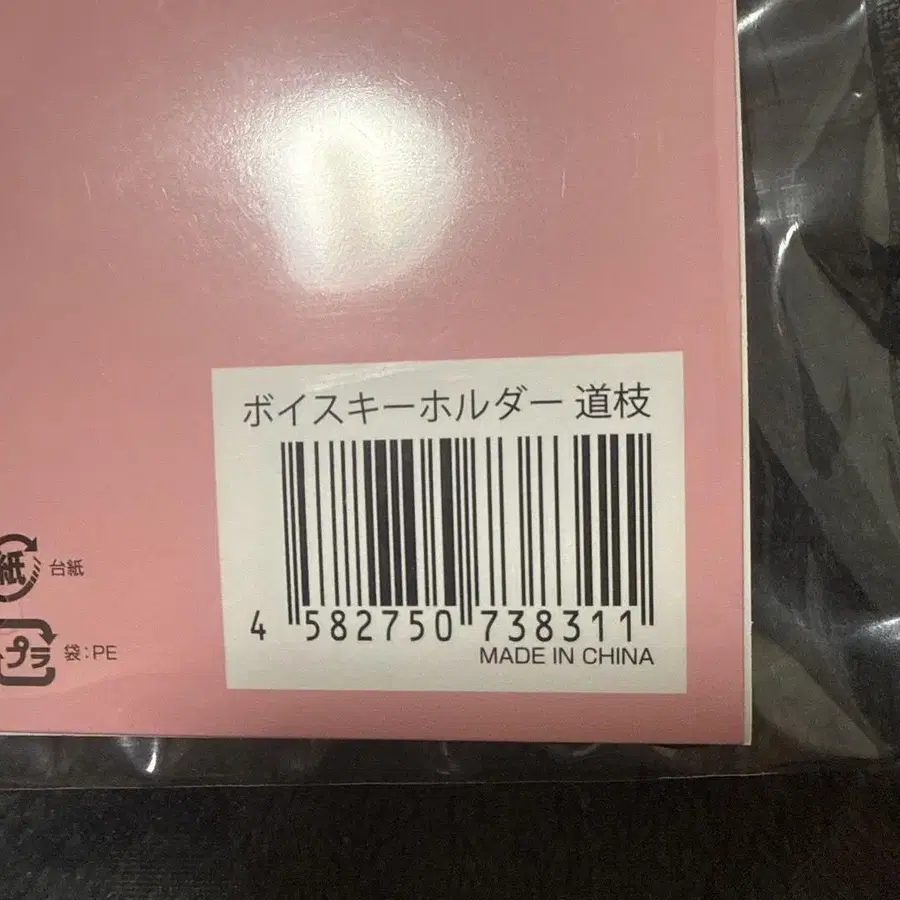 ボイスキーホルダー 道枝
4 582750 738311
MADE IN CHINA
紙 台紙
プラ 袋:PE